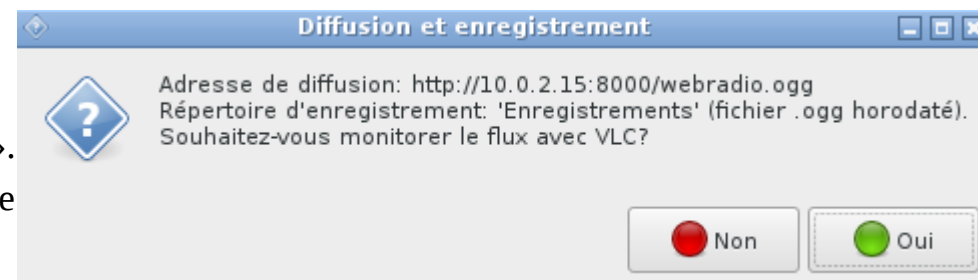 Diffusion et enregistrement
Adresse de diffusion: http://10.0.2.15:8000/webradio.ogg
Répertoire d'enregistrement: 'Enregistrements' (fichier .ogg horodaté).
Souhaitez-vous monitorer le flux avec VLC?
».
e
Non
Oui